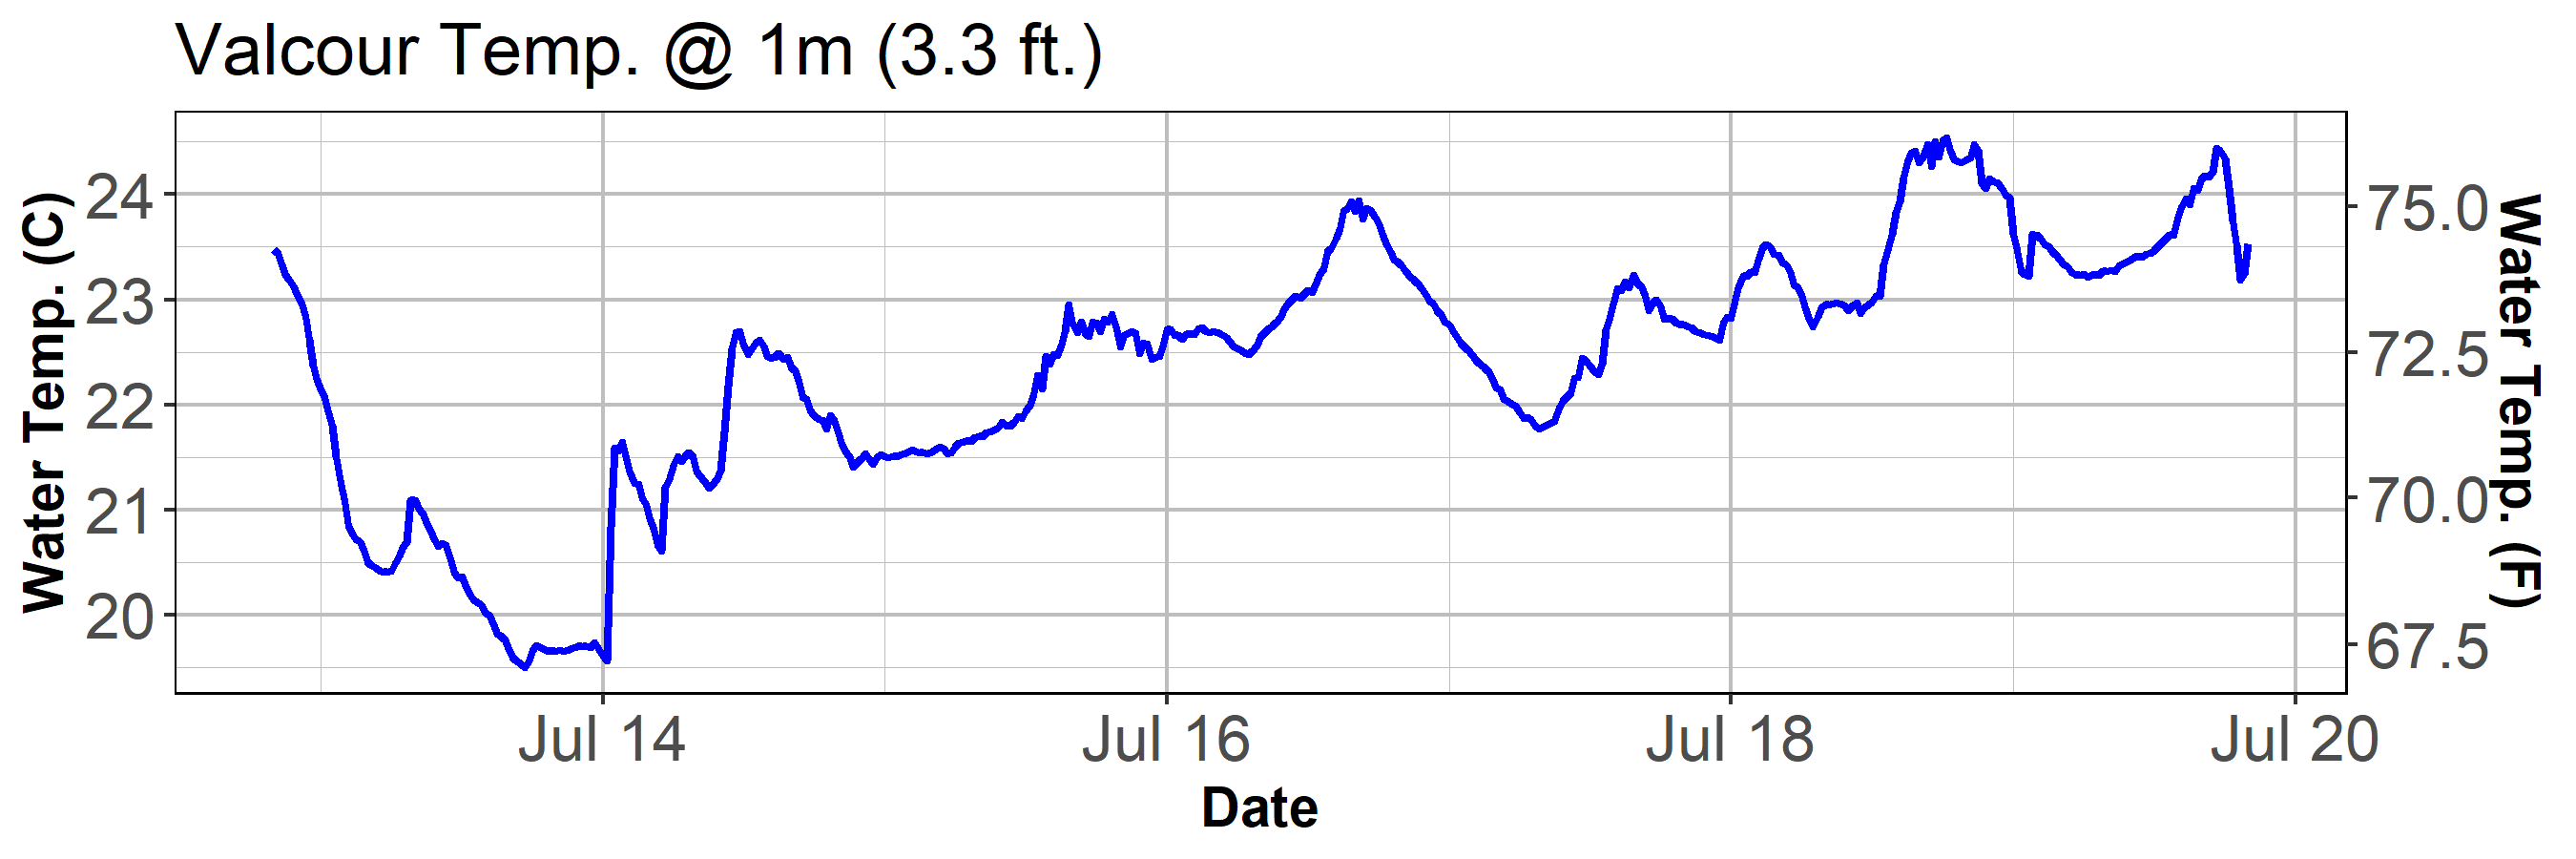 Valcour Temp. @ 1m (3.3 ft.)
Water Temp. (C)
24
23
22
21
20
75.0
72.5
70.0
67.5
Water Temp. (F)
Jul 14 Jul 16 Jul 18 Jul 20
Date